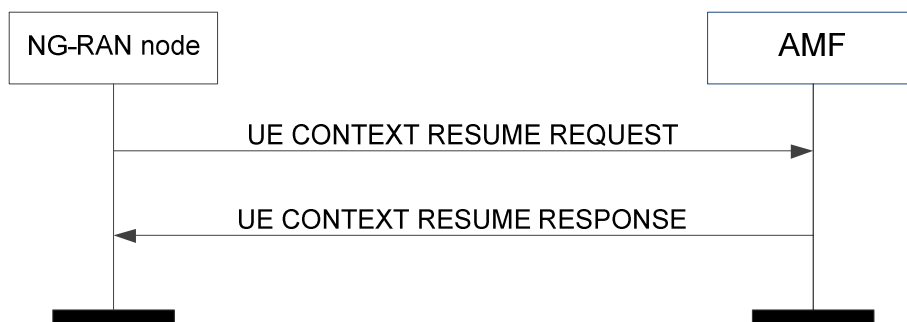 NG-RAN node
AMF
UE CONTEXT RESUME REQUEST
UE CONTEXT RESUME RESPONSE